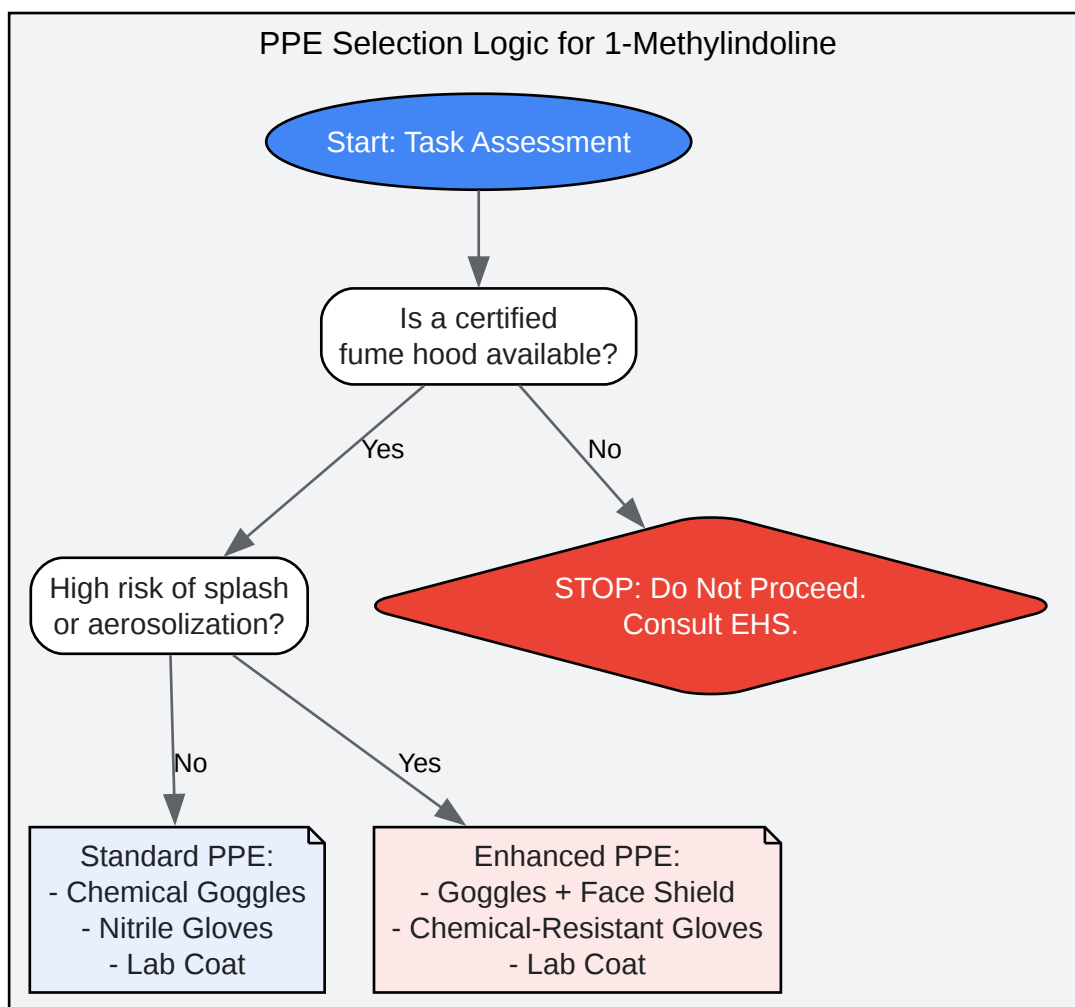 PPE Selection Logic for 1-Methylindoline
Start: Task Assessment
Is a certified
fume hood available?
Yes
No
High risk of splash
or aerosolization?
STOP: Do Not Proceed.
Consult EHS.
No
Yes
Standard PPE:
- Chemical Goggles
- Nitrile Gloves
- Lab Coat
Enhanced PPE:
- Goggles + Face Shield
- Chemical-Resistant Gloves
- Lab Coat